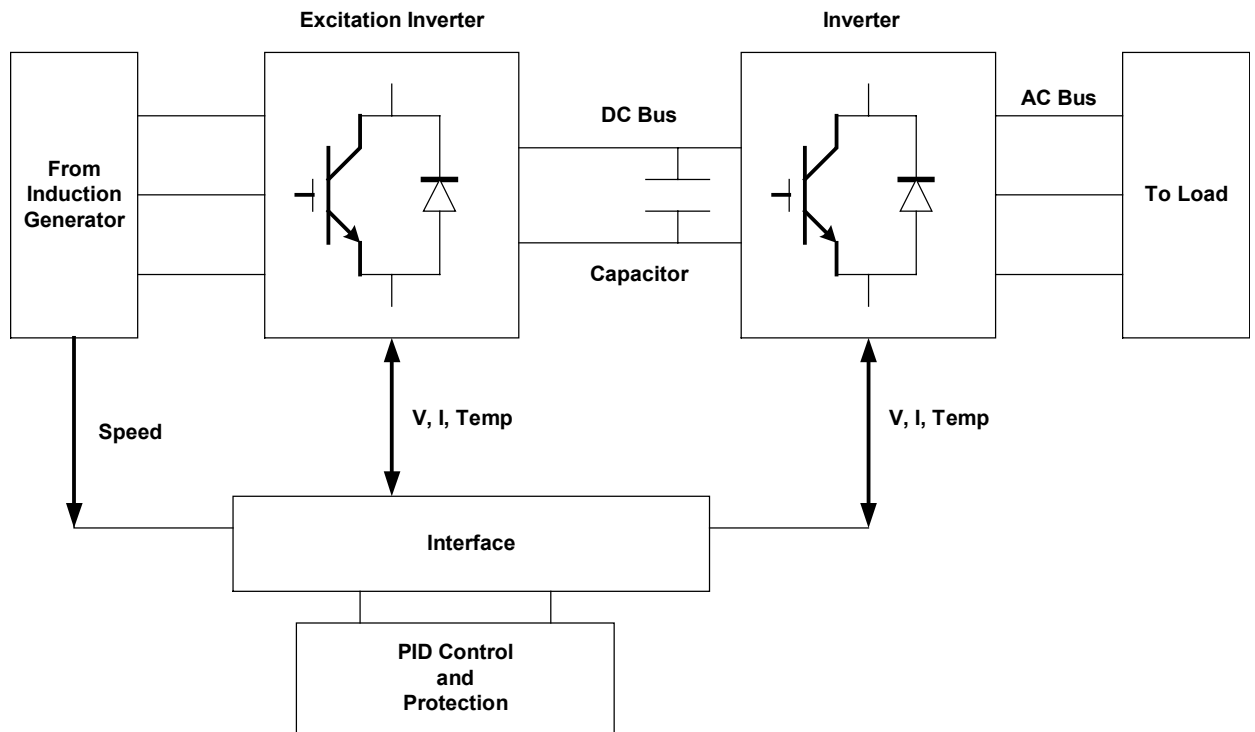 Excitation Inverter
Inverter
From
Induction
Generator
DC Bus
Capacitor
AC Bus
To Load
Speed
V, I, Temp
V, I, Temp
Interface
PID Control
and
Protection